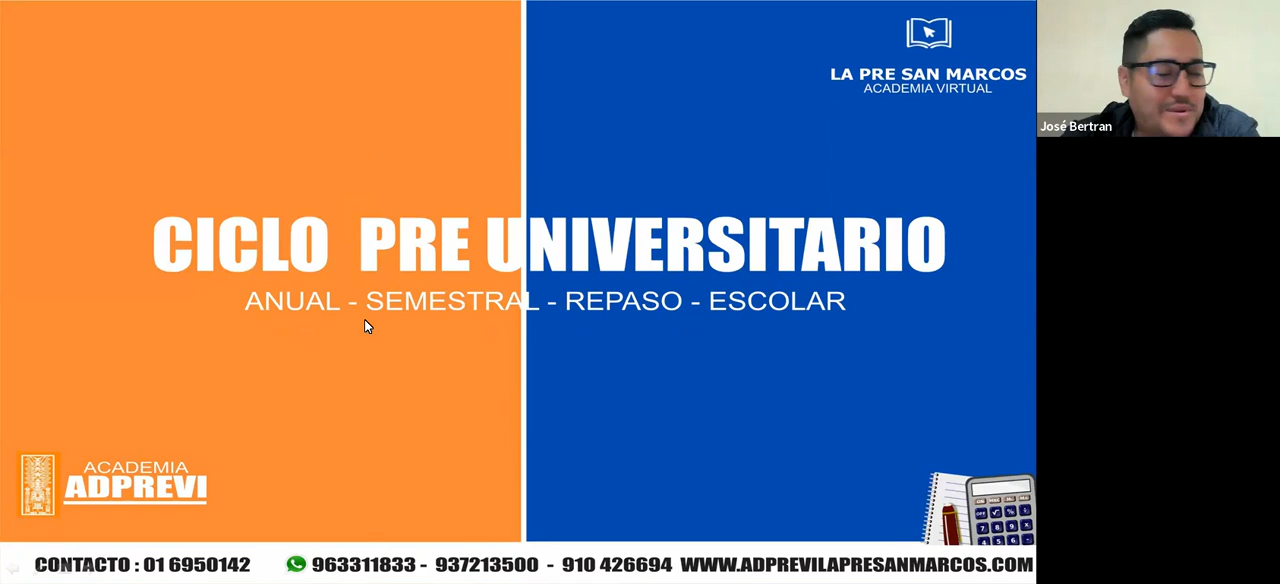 LA PRE SAN MARCOS
ACADEMIA VIRTUAL
José Bertran
CICLO PRE UNIVERSITARIO
ANUAL - SEMESTRAL - REPASO - ESCOLAR
ACADEMIA
ADPREVI
CONTACTO : 01 6950142 963311833 - 937213500 - 910 426694 WWW.ADPREVILAPRESANMARCOS.COM